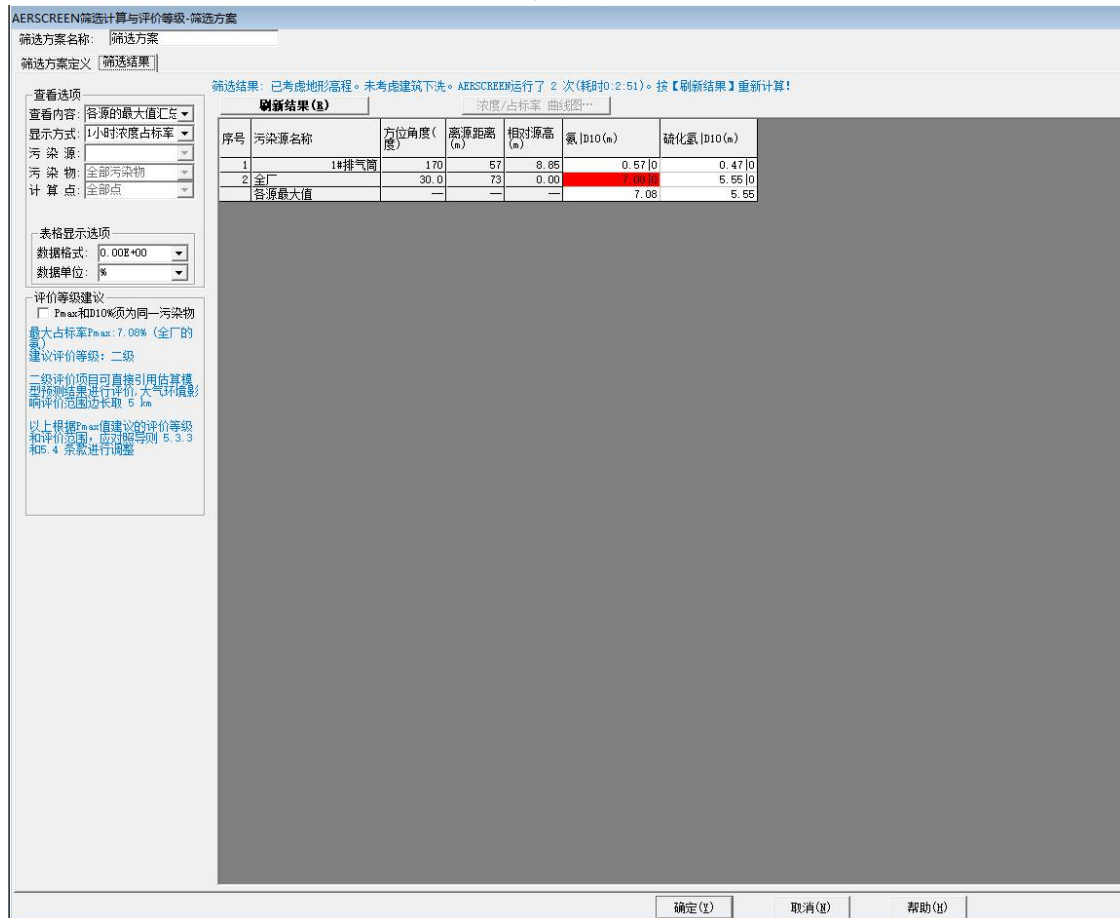 AERSCREEN筛选计算与评价等级-筛选方案
筛选方案名称: 筛选方案
筛选方案定义 筛选结果
筛选结果: 已考虑地形高程。未考虑建筑下洗。AERSCREEN运行了 2 次(耗时0:2:51)。按【刷新结果】重新计算!
刷新结果(R) 浓度/占标率 曲线图…
查看选项
查看内容: 各源的最大值汇总
显示方式: 1小时浓度占标率
污 染 源:
污 染 物: 全部污染物
计 算 点: 全部点
序号 污染源名称 方位角度(度) 离源距离(m) 相对源高(m) 氨|D10(m) 硫化氢|D10(m)
1 1#排气筒 170 57 8.85 0.57|0 0.47|0
2 全厂 30.0 73 0.00 7.08|0 5.55|0
各源最大值 — — — 7.08 5.55
表格显示选项
数据格式: 0.00E+00
数据单位: %
评价等级建议
Pmax和D10%须为同一污染物
最大占标率Pmax:7.08% (全厂的
氨)
建议评价等级: 二级
二级评价项目可直接引用估算模
型预测结果进行评价,大气环境影
响评价范围边长取 5 km
以上根据Pmax值建议的评价等级
和评价范围，应对照导则 5.3.3
和5.4 条款进行调整
确定(Y) 取消(N) 帮助(H)